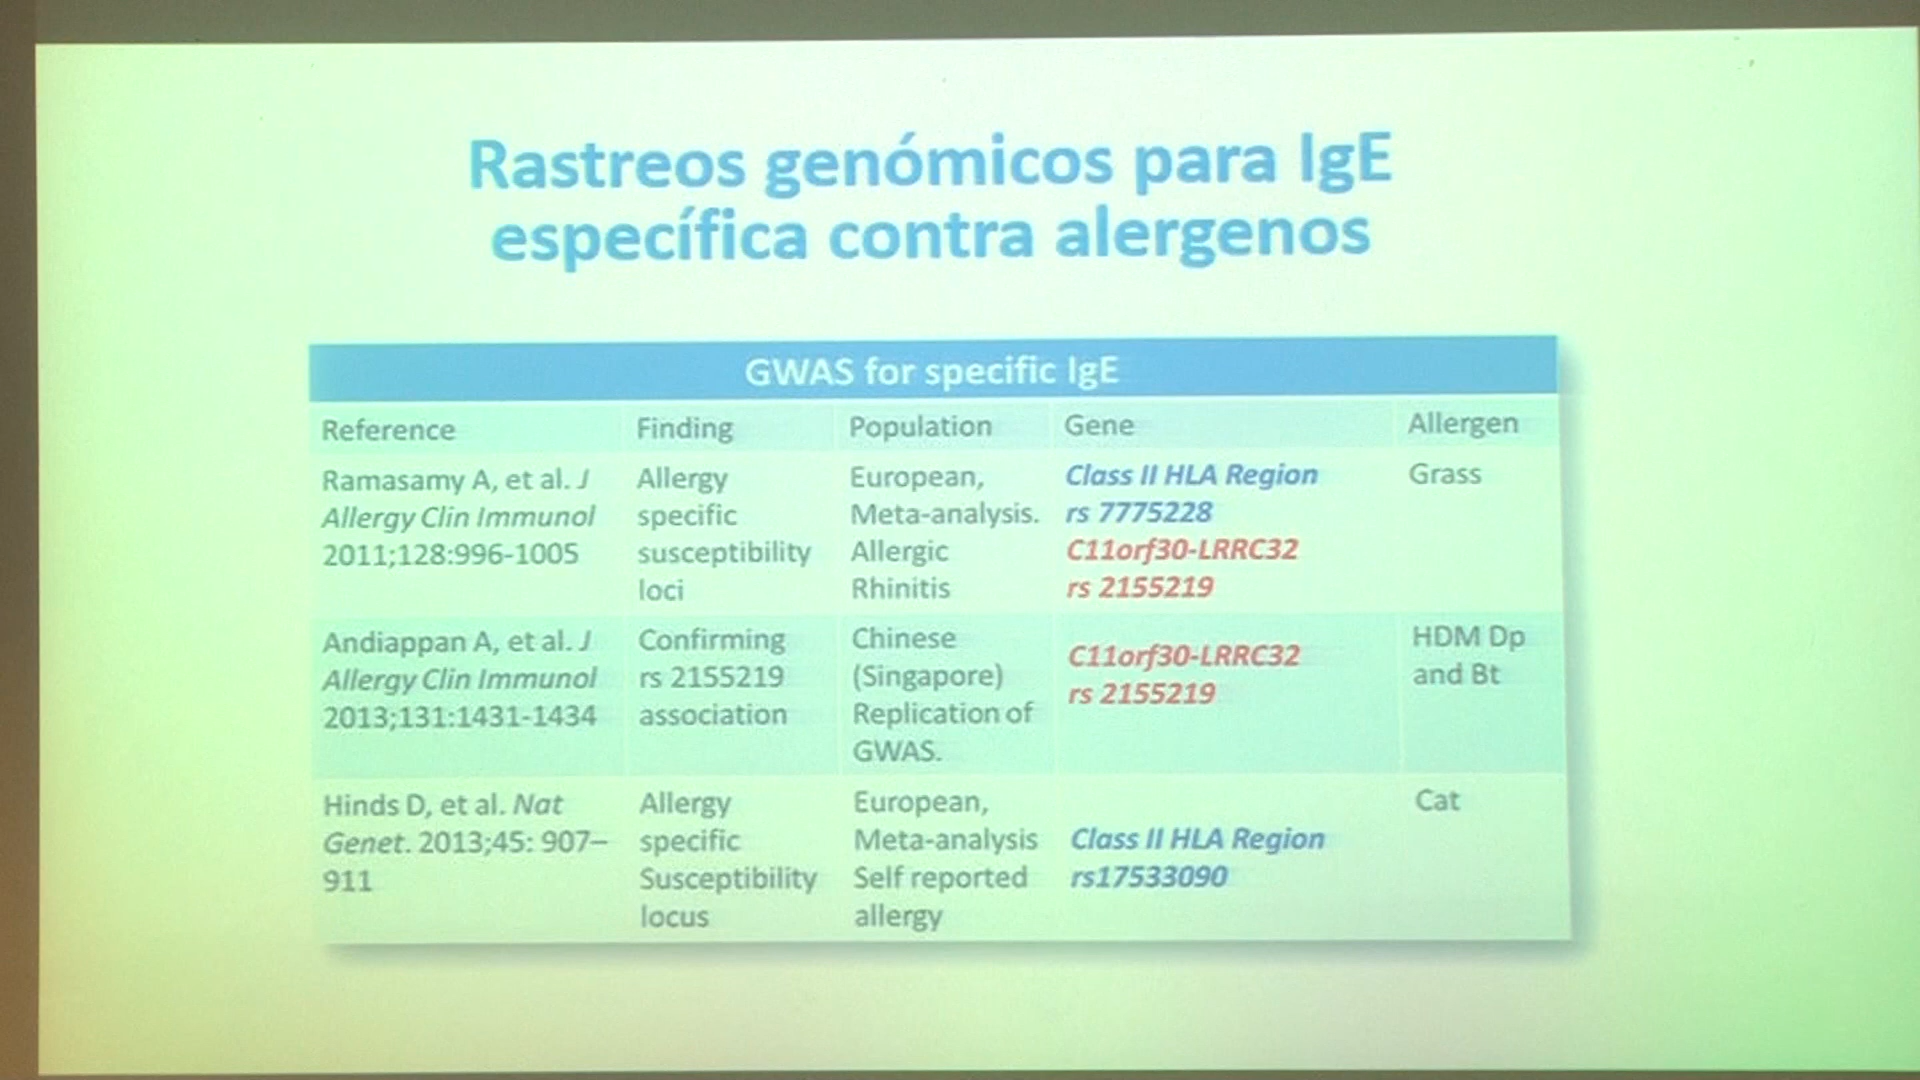 Rastreos genómicos para IgE
específica contra alergenos
GWAS for specific IgE
Reference Finding Population Gene Allergen
Ramasamy A, et al. J
Allergy Clin Immunol
2011;128:996-1005
Allergy
specific
susceptibility
loci
European,
Meta-analysis.
Allergic
Rhinitis
Class II HLA Region
rs 7775228
C11orf30-LRRC32
rs 2155219
Grass
Andiappan A, et al. J
Allergy Clin Immunol
2013;131:1431-1434
Confirming
rs 2155219
association
Chinese
(Singapore)
Replication of
GWAS.
C11orf30-LRRC32
rs 2155219
HDM Dp
and Bt
Hinds D, et al. Nat
Genet. 2013;45: 907–
911
Allergy
specific
Susceptibility
locus
European,
Meta-analysis
Self reported
allergy
Class II HLA Region
rs17533090
Cat